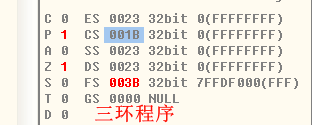 C 0 ES 0023 32bit 0(FFFFFFFF)
P 1 CS 001B 32bit 0(FFFFFFFF)
A 0 SS 0023 32bit 0(FFFFFFFF)
Z 1 DS 0023 32bit 0(FFFFFFFF)
S 0 FS 003B 32bit 7FFDF000(FFF)
T 0 GS 0000 NULL
D 0 三环程序